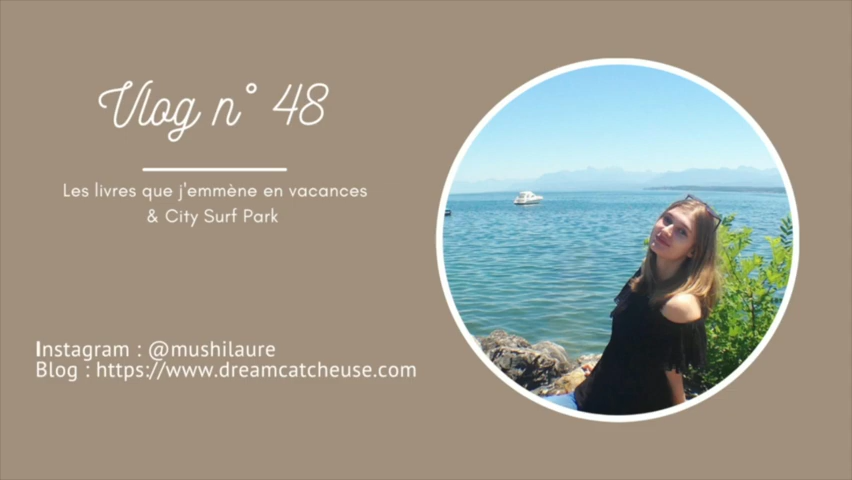 Vlog n° 48
Les livres que j'emmène en vacances
& City Surf Park
Instagram : @mushilaure
Blog : https://www.dreamcatcheuse.com